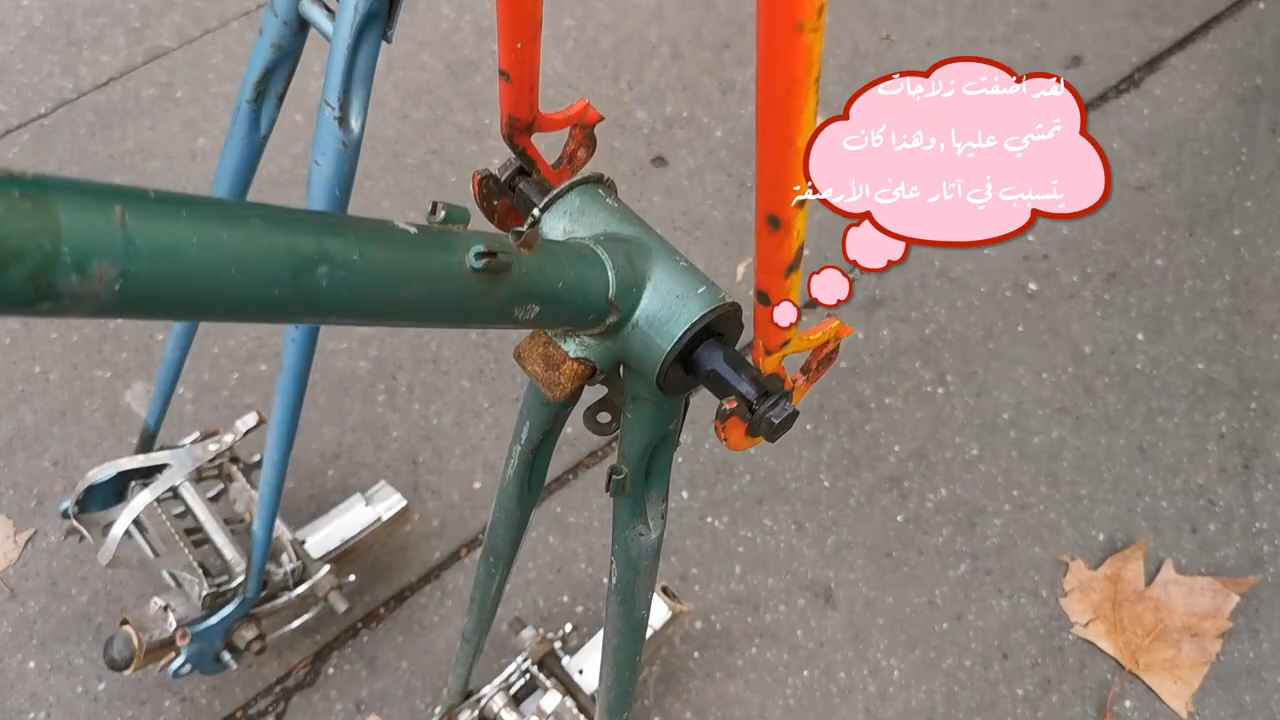 لقد أضفت زلاجات
تمشي عليها ,وهذا كان
يتسبب في آثار على الأرصفة